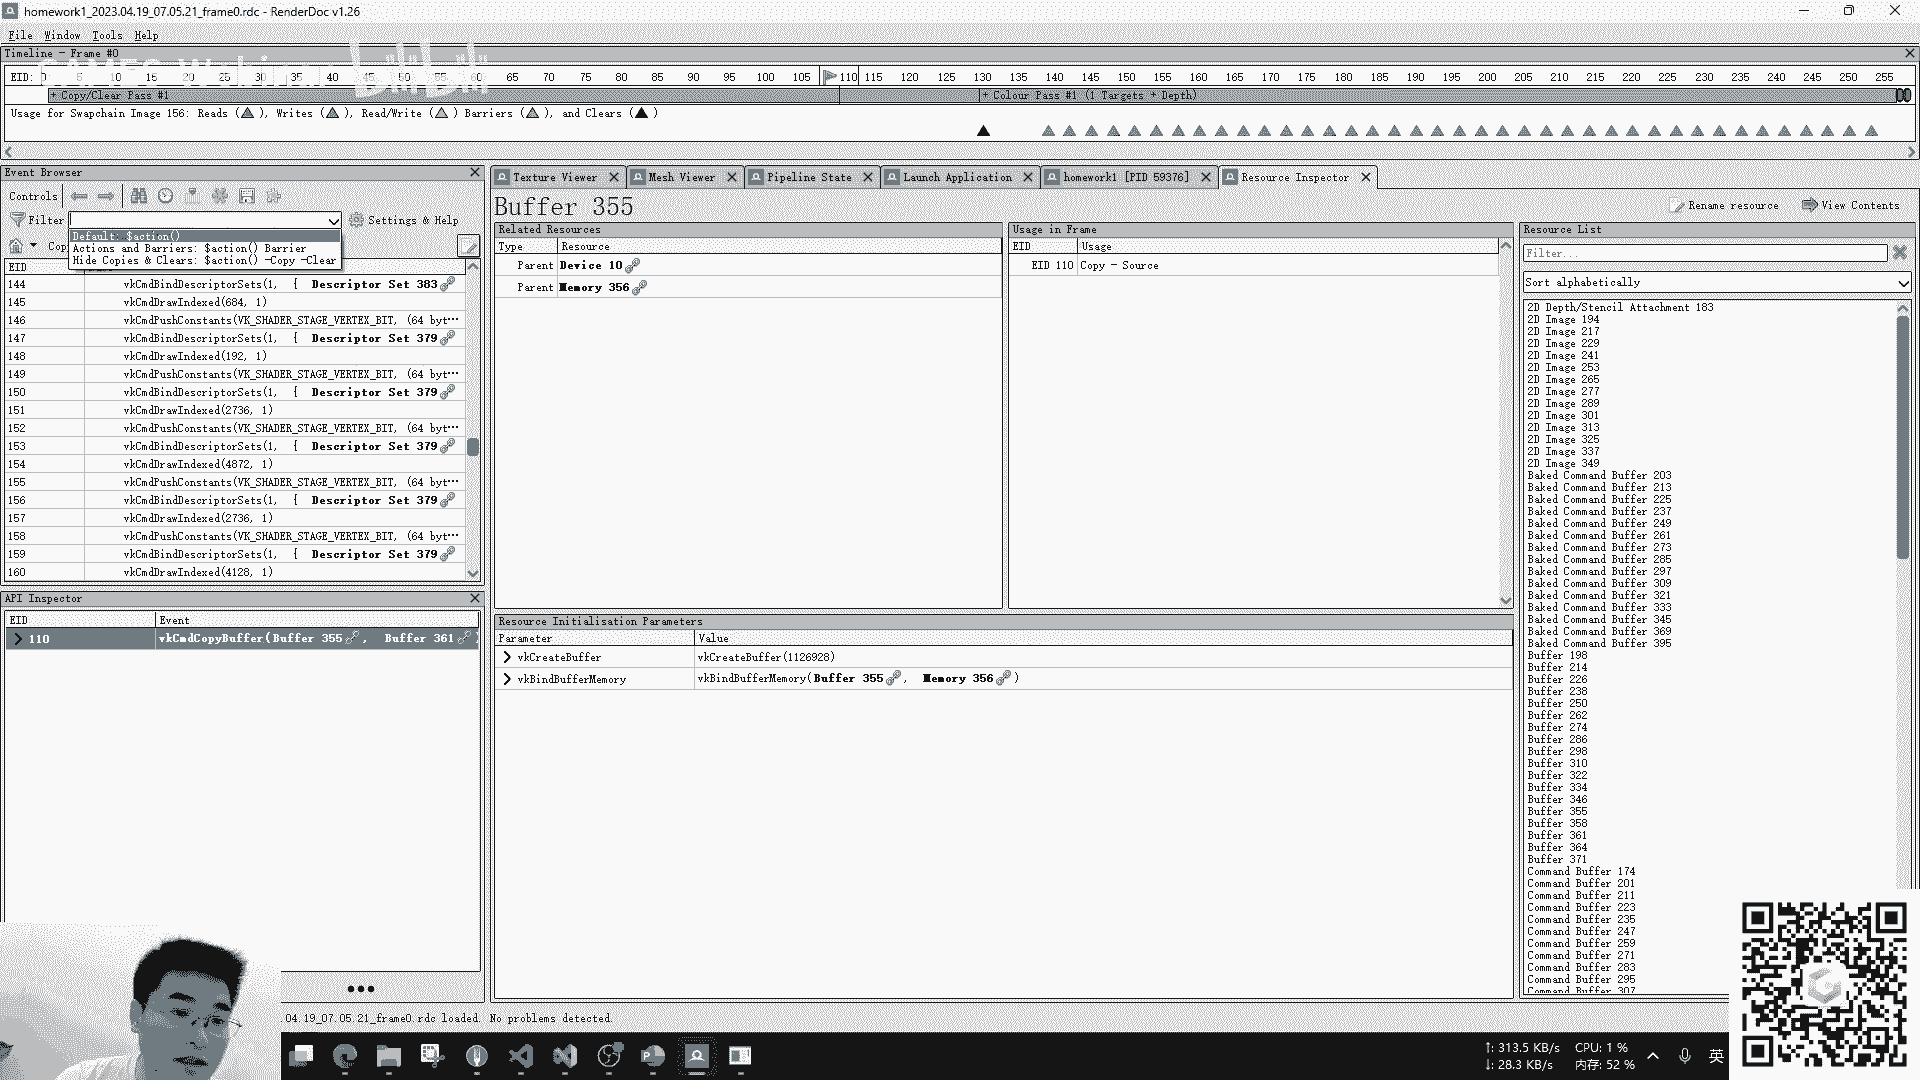 homework1_2023.04.19_07.05.21_frame0.rdc - RenderDoc v1.26
File Window Tools Help
Timeline - Frame #0
EID: 0 5 10 15 20 25 30 35 40 45 50 55 60 65 70 75 80 85 90 95 100 105 110 115 120 125 130 135 140 145 150 155 160 165 170 175 180 185 190 195 200 205 210 215 220 225 230 235 240 245 250 255
GAMES Webinar bilibili
+ Copy/Clear Pass #1
+ Colour Pass #1 (1 Targets + Depth)
Usage for Swapchain Image 156: Reads ( ), Writes ( ), Read/Write ( ) Barriers ( ), and Clears ( )
Event Browser
Controls
Filter
Settings & Help
Default: $action()
Actions and Barriers: $action() Barrier
Hide Copies & Clears: $action() -Copy -Clear
Cop
EID
144 vkCmdBindDescriptorSets(1, { Descriptor Set 383
145 vkCmdDrawIndexed(684, 1)
146 vkCmdPushConstants(VK_SHADER_STAGE_VERTEX_BIT, (64 byt…
147 vkCmdBindDescriptorSets(1, { Descriptor Set 379
148 vkCmdDrawIndexed(192, 1)
149 vkCmdPushConstants(VK_SHADER_STAGE_VERTEX_BIT, (64 byt…
150 vkCmdBindDescriptorSets(1, { Descriptor Set 379
151 vkCmdDrawIndexed(2736, 1)
152 vkCmdPushConstants(VK_SHADER_STAGE_VERTEX_BIT, (64 byt…
153 vkCmdBindDescriptorSets(1, { Descriptor Set 379
154 vkCmdDrawIndexed(4872, 1)
155 vkCmdPushConstants(VK_SHADER_STAGE_VERTEX_BIT, (64 byt…
156 vkCmdBindDescriptorSets(1, { Descriptor Set 379
157 vkCmdDrawIndexed(2736, 1)
158 vkCmdPushConstants(VK_SHADER_STAGE_VERTEX_BIT, (64 byt…
159 vkCmdBindDescriptorSets(1, { Descriptor Set 379
160 vkCmdDrawIndexed(4128, 1)
API Inspector
EID Event
110 vkCmdCopyBuffer(Buffer 355, Buffer 361
Texture Viewer
Mesh Viewer
Pipeline State
Launch Application
homework1 [PID 59376]
Resource Inspector
Buffer 355
Rename resource
View Contents
Related Resources
Type Resource
Parent Device 10
Parent Memory 356
Usage in Frame
EID Usage
EID 110 Copy - Source
Resource Initialisation Parameters
Parameter Value
vkCreateBuffer vkCreateBuffer(1126928)
vkBindBufferMemory vkBindBufferMemory(Buffer 355, Memory 356)
Resource List
Filter...
Sort alphabetically
2D Depth/Stencil Attachment 183
2D Image 194
2D Image 217
2D Image 229
2D Image 241
2D Image 253
2D Image 265
2D Image 277
2D Image 289
2D Image 301
2D Image 313
2D Image 325
2D Image 337
2D Image 349
Baked Command Buffer 203
Baked Command Buffer 213
Baked Command Buffer 225
Baked Command Buffer 237
Baked Command Buffer 249
Baked Command Buffer 261
Baked Command Buffer 273
Baked Command Buffer 285
Baked Command Buffer 297
Baked Command Buffer 309
Baked Command Buffer 321
Baked Command Buffer 333
Baked Command Buffer 345
Baked Command Buffer 369
Baked Command Buffer 395
Buffer 198
Buffer 214
Buffer 226
Buffer 238
Buffer 250
Buffer 262
Buffer 274
Buffer 286
Buffer 298
Buffer 310
Buffer 322
Buffer 334
Buffer 346
Buffer 355
Buffer 358
Buffer 361
Buffer 364
Buffer 371
Command Buffer 174
Command Buffer 201
Command Buffer 211
Command Buffer 223
Command Buffer 235
Command Buffer 247
Command Buffer 259
Command Buffer 271
Command Buffer 283
Command Buffer 295
Command Buffer 307
.04.19_07.05.21_frame0.rdc loaded. No problems detected.
↑: 313.5 KB/s CPU: 1 %
↓: 28.3 KB/s 内存: 52 %
英